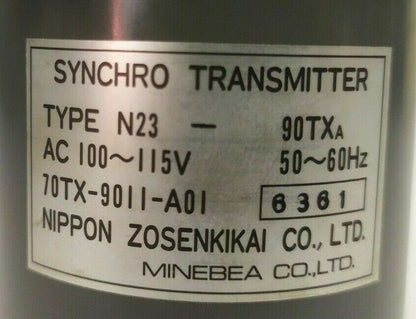 SYNCHRO TRANSMITTER
TYPE N23 — 90TXA
AC 100~115V 50~60Hz
70TX-9011-A01 6361
NIPPON ZOSENKIKAI CO., LTD.
MINEBEA CO.,LTD.